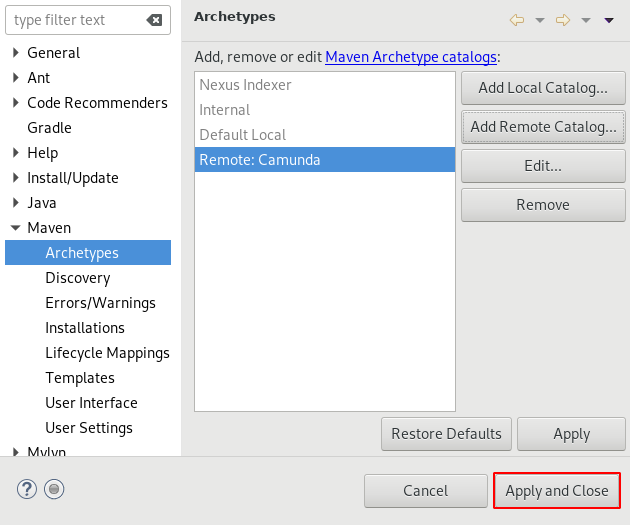 type filter text
General
Ant
Code Recommenders
Gradle
Help
Install/Update
Java
Maven
Archetypes
Discovery
Errors/Warnings
Installations
Lifecycle Mappings
Templates
User Interface
User Settings
Mylyn
Archetypes
Add, remove or edit Maven Archetype catalogs:
Nexus Indexer
Internal
Default Local
Remote: Camunda
Add Local Catalog...
Add Remote Catalog...
Edit...
Remove
Restore Defaults
Apply
?
Cancel
Apply and Close